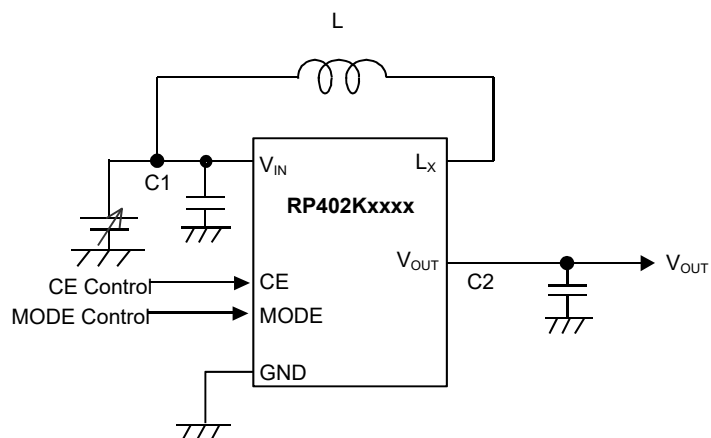 L
C1
VIN
LX
RP402Kxxxx
VOUT
C2
VOUT
CE Control
CE
MODE Control
MODE
GND